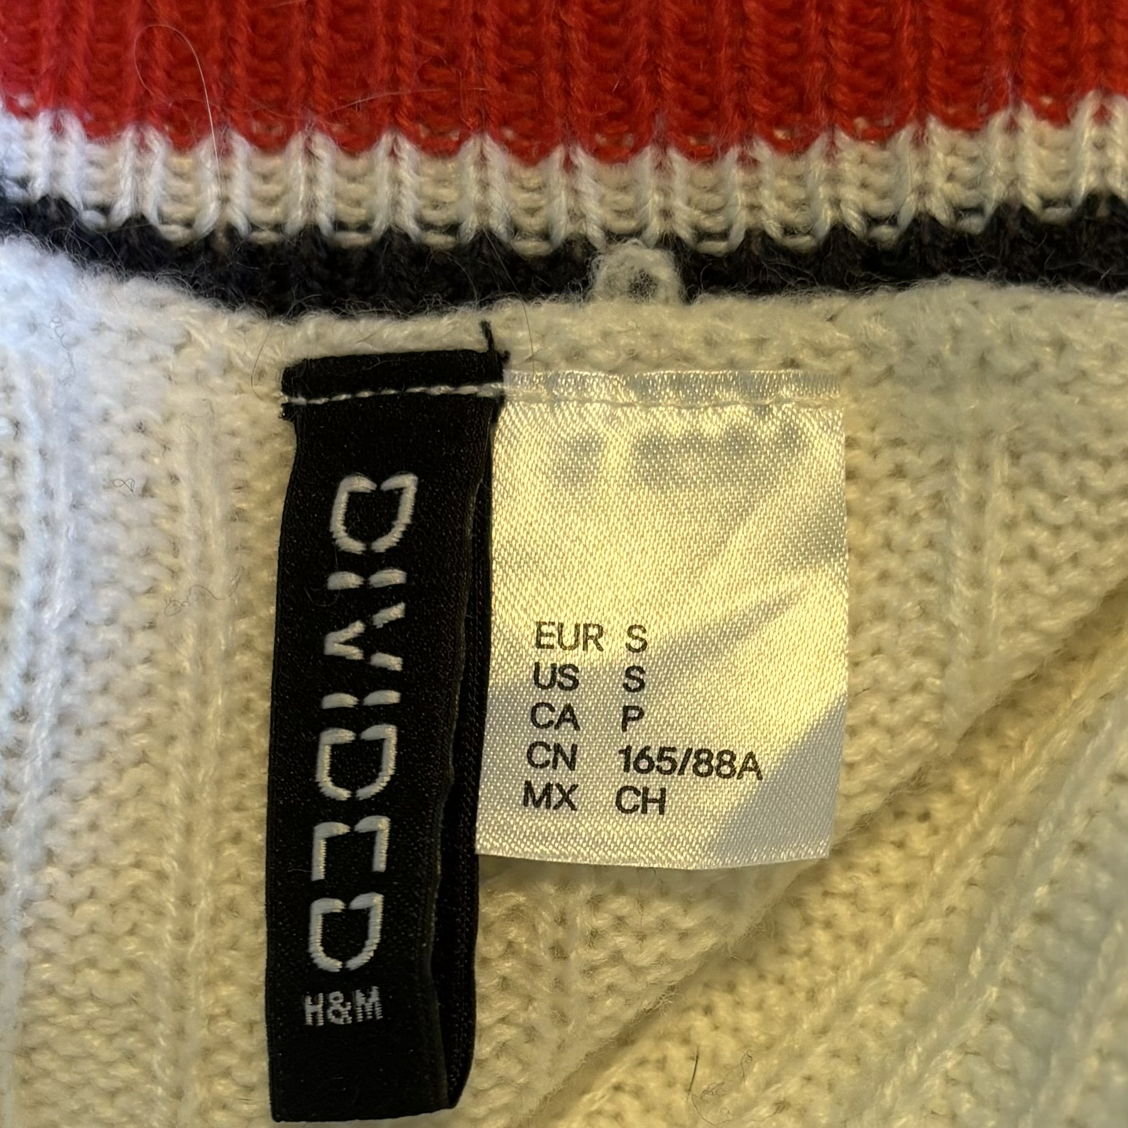 DIVIDED
H&M
EUR S
US S
CA P
CN 165/88A
MX CH